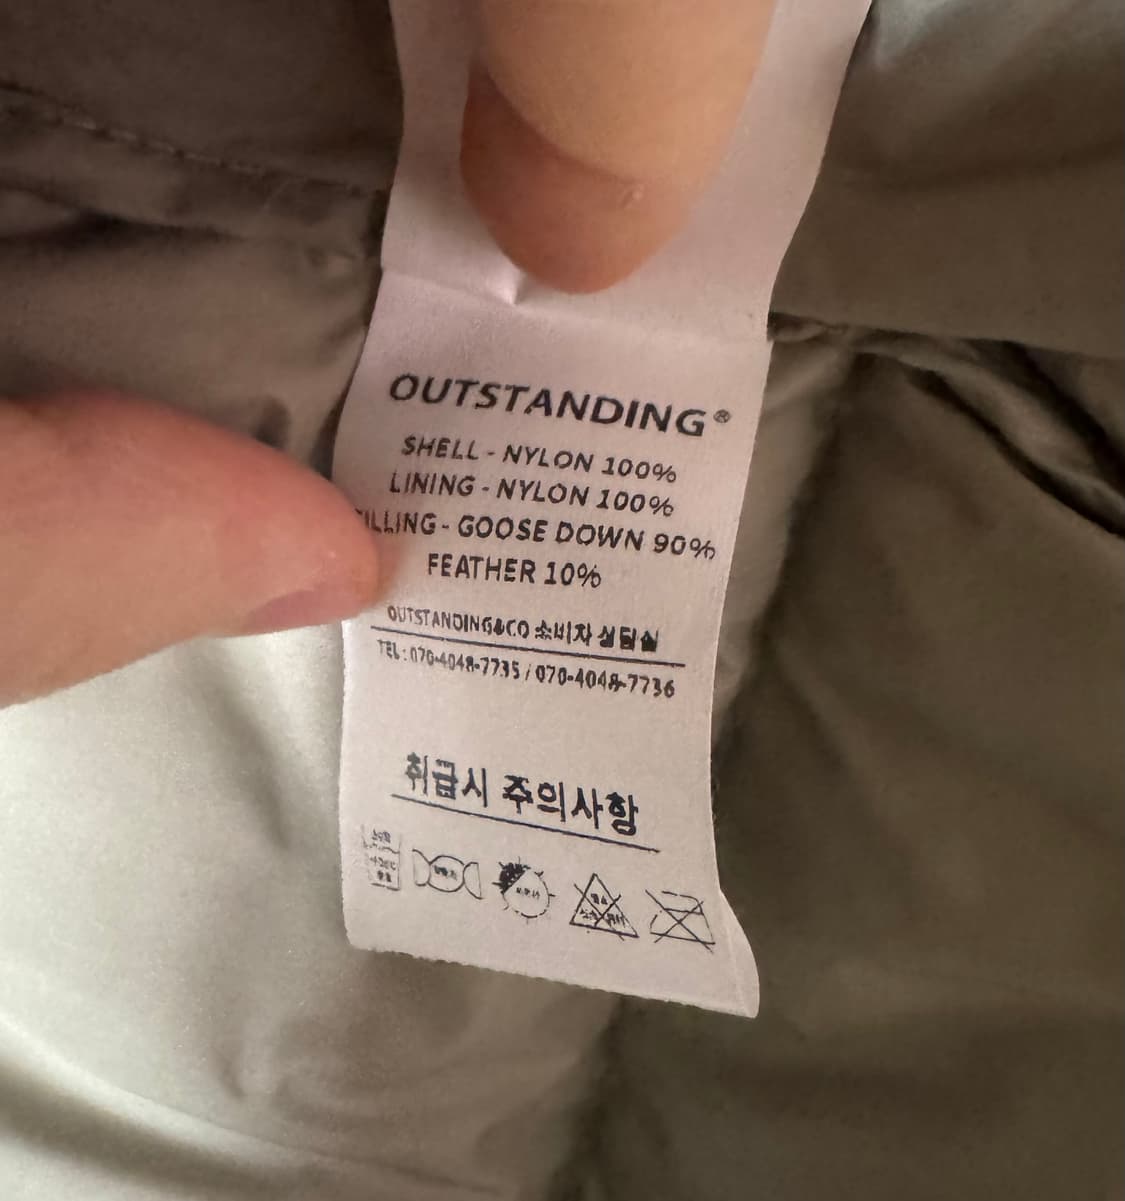 OUTSTANDING®
SHELL - NYLON 100%
LINING - NYLON 100%
FILLING - GOOSE DOWN 90%
FEATHER 10%
OUTSTANDING&CO 소비자 상담실
TEL : 070-4048-7735 / 070-4048-7736
취급시 주의사항